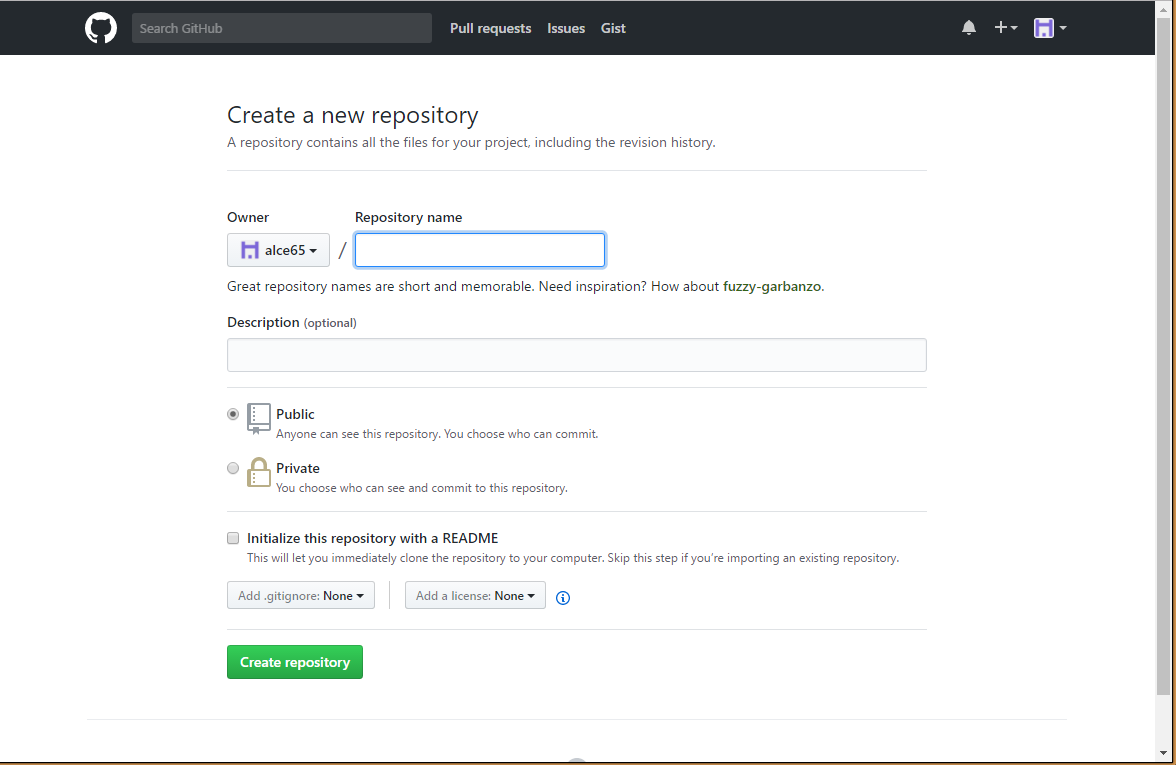 Search GitHub Pull requests Issues Gist
Create a new repository
A repository contains all the files for your project, including the revision history.
Owner Repository name
alce65 /
Great repository names are short and memorable. Need inspiration? How about fuzzy-garbanzo.
Description (optional)
Public
Anyone can see this repository. You choose who can commit.
Private
You choose who can see and commit to this repository.
Initialize this repository with a README
This will let you immediately clone the repository to your computer. Skip this step if you’re importing an existing repository.
Add .gitignore: None Add a license: None
Create repository